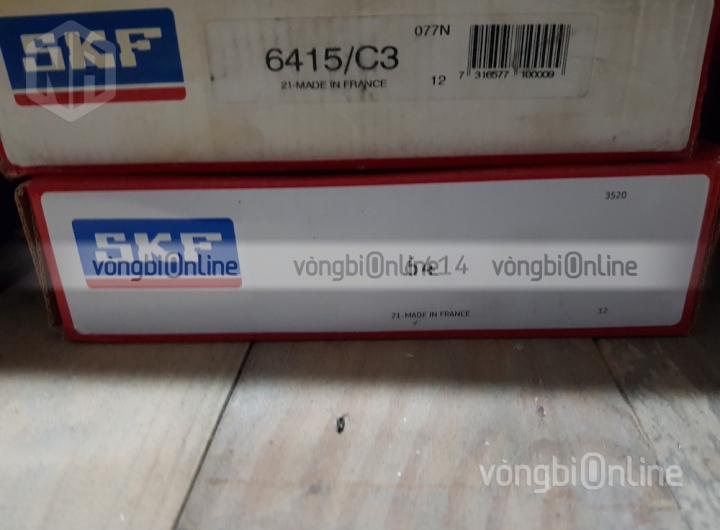 SKF
077N
6415/C3
21-MADE IN FRANCE
12
7 316577 100009
3520
SKF
vòngbiOnline vòngbiOnline vòngbiOnline
21-MADE IN FRANCE
12
vòngbiOnline